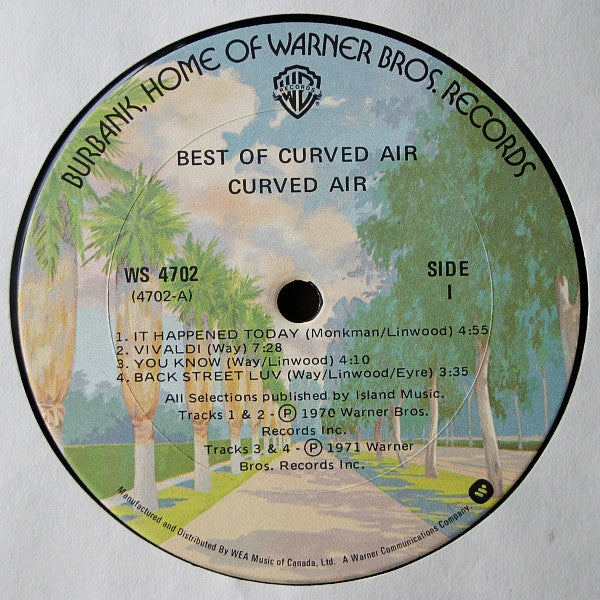 BURBANK, HOME OF WARNER BROS. RECORDS
WB
RECORDS
®
BEST OF CURVED AIR
CURVED AIR
WS 4702
(4702-A)
SIDE
I
1. IT HAPPENED TODAY (Monkman/Linwood) 4:55
2. VIVALDI (Way) 7:28
3. YOU KNOW (Way/Linwood) 4:10
4. BACK STREET LUV (Way/Linwood/Eyre) 3:35
All Selections published by Island Music.
Tracks 1 & 2 - Ⓟ 1970 Warner Bros.
Records Inc.
Tracks 3 & 4 - Ⓟ 1971 Warner
Bros. Records Inc.
Manufactured and Distributed By WEA Music of Canada, Ltd. A Warner Communications Company